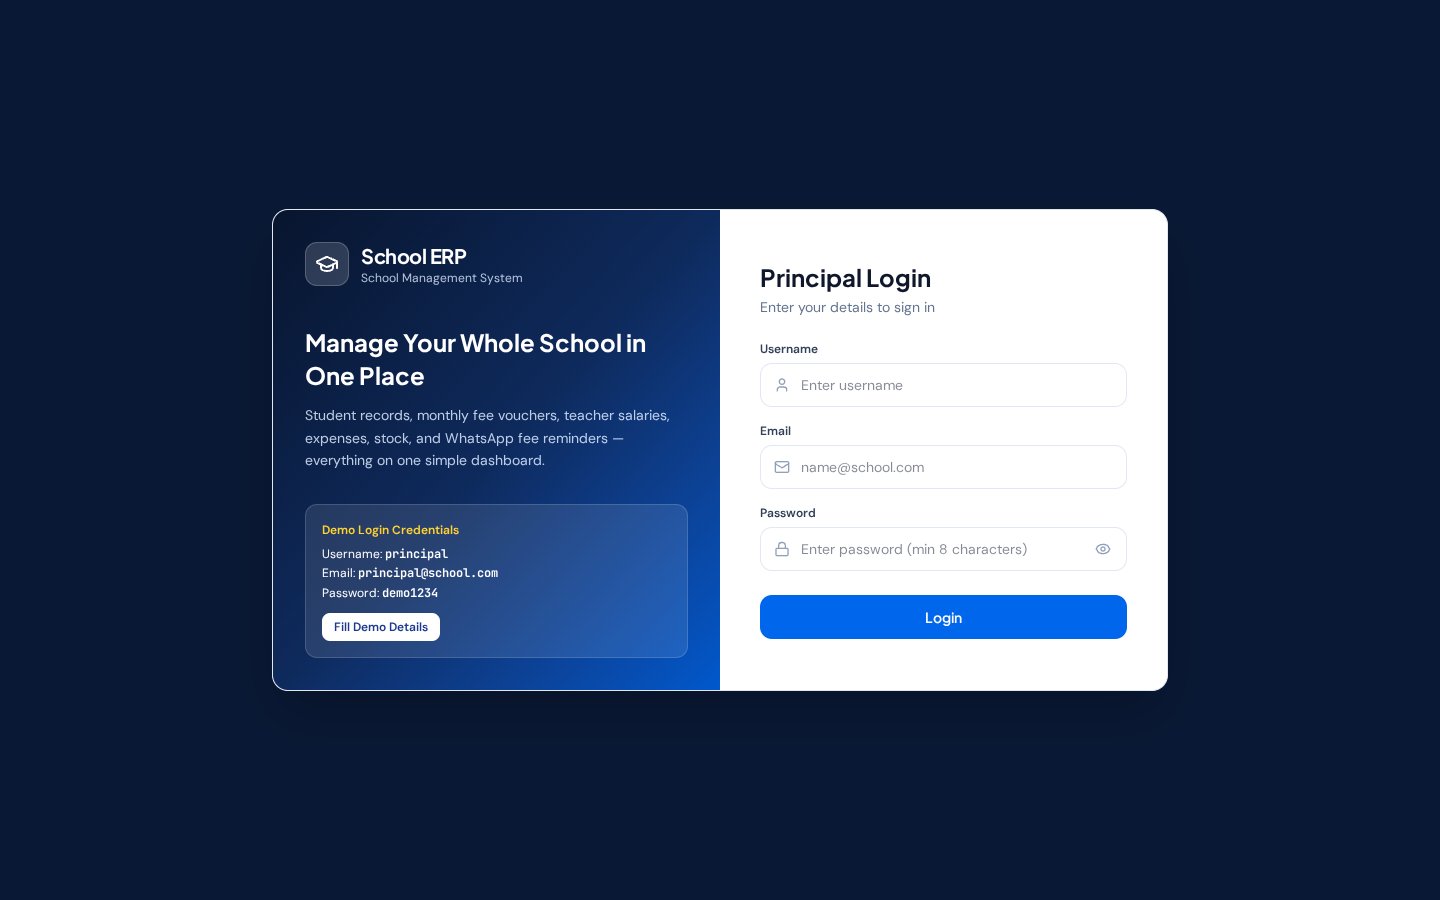 School ERP
School Management System
Manage Your Whole School in
One Place
Student records, monthly fee vouchers, teacher salaries,
expenses, stock, and WhatsApp fee reminders —
everything on one simple dashboard.
Demo Login Credentials
Username: principal
Email: principal@school.com
Password: demo1234
Fill Demo Details
Principal Login
Enter your details to sign in
Username
Enter username
Email
name@school.com
Password
Enter password (min 8 characters)
Login